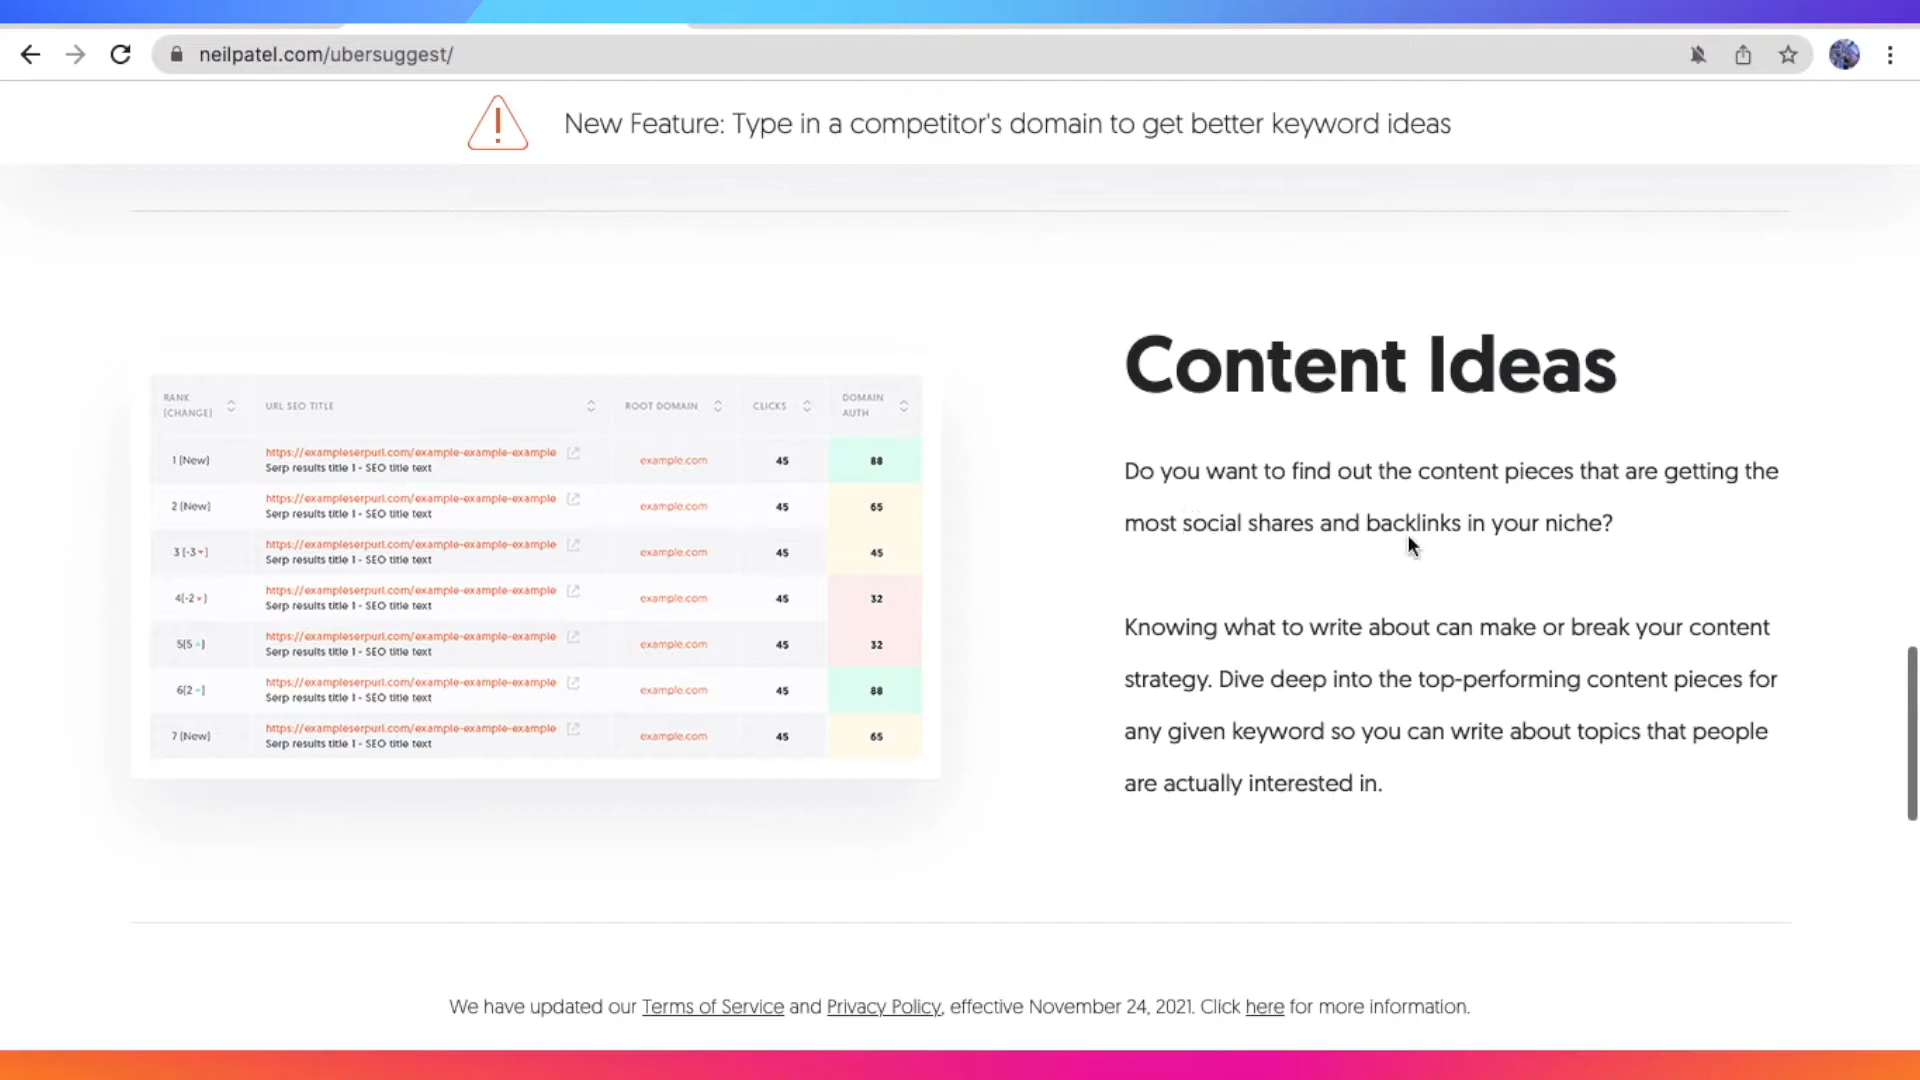 neilpatel.com/ubersuggest/
New Feature: Type in a competitor's domain to get better keyword ideas
Content Ideas
Do you want to find out the content pieces that are getting the
most social shares and backlinks in your niche?
Knowing what to write about can make or break your content
strategy. Dive deep into the top-performing content pieces for
any given keyword so you can write about topics that people
are actually interested in.
RANK
[CHANGE]
URL SEO TITLE
ROOT DOMAIN
CLICKS
DOMAIN
AUTH
1 [New]
https://exampleserpurl.com/example-example-example
Serp results title 1 - SEO title text
example.com
45
88
2 [New]
https://exampleserpurl.com/example-example-example
Serp results title 1 - SEO title text
example.com
45
65
3 [-3 ]
https://exampleserpurl.com/example-example-example
Serp results title 1 - SEO title text
example.com
45
45
4[-2 ]
https://exampleserpurl.com/example-example-example
Serp results title 1 - SEO title text
example.com
45
32
5[5 ]
https://exampleserpurl.com/example-example-example
Serp results title 1 - SEO title text
example.com
45
32
6[2 ]
https://exampleserpurl.com/example-example-example
Serp results title 1 - SEO title text
example.com
45
88
7 [New]
https://exampleserpurl.com/example-example-example
Serp results title 1 - SEO title text
example.com
45
65
We have updated our Terms of Service and Privacy Policy, effective November 24, 2021. Click here for more information.